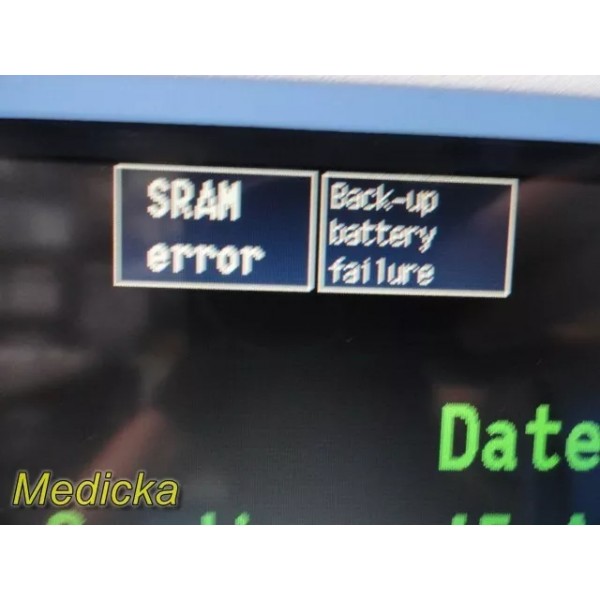 SRAM
error
Back-up
battery
failure
Date
Medicka